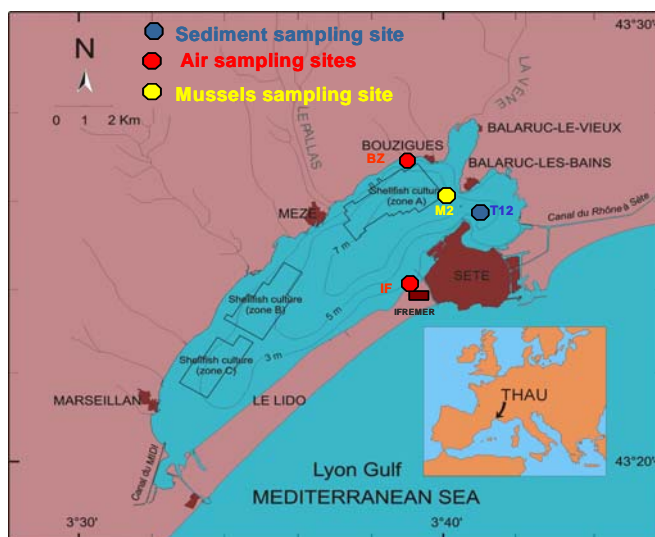 43°30'
N
Sediment sampling site
Air sampling sites
Mussels sampling site
0 1 2 Km
LA VÈNE
LE PALLAS
BOUZIGUES
BALARUC-LE-VIEUX
BZ
BALARUC-LES-BAINS
Shellfish culture
(zone A)
M2
T12
Canal du Rhône à Sète
MEZE
7 m
SETE
IF
IFREMER
5 m
Shellfish culture
(zone B)
3 m
Shellfish culture
(zone C)
THAU
MARSEILLAN
LE LIDO
Canal du MIDI
Lyon Gulf
MEDITERRANEAN SEA
43°20'
3°30'
3°40'